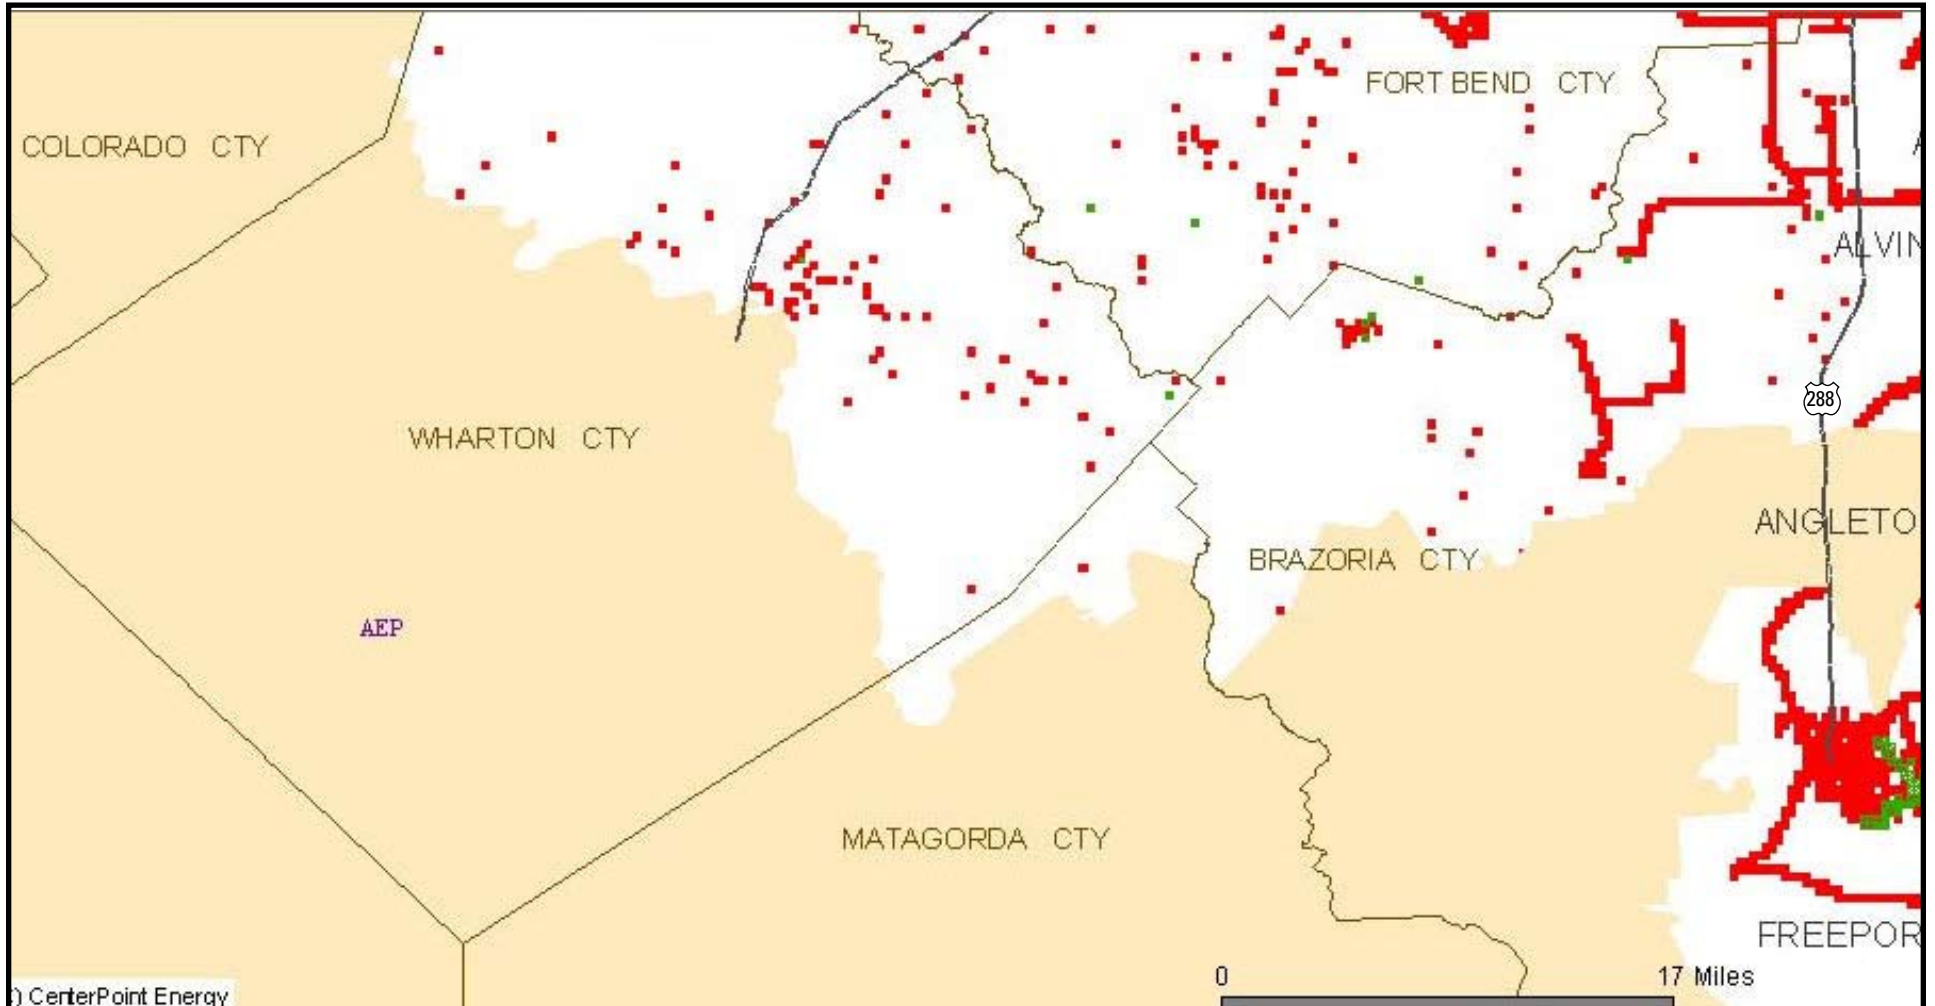 FORT BEND CTY
COLORADO CTY
ALVIN
288
WHARTON CTY
ANGLETO
BRAZORIA CTY
AEP
MATAGORDA CTY
FREEPOR
0 17 Miles
) CenterPoint Energy